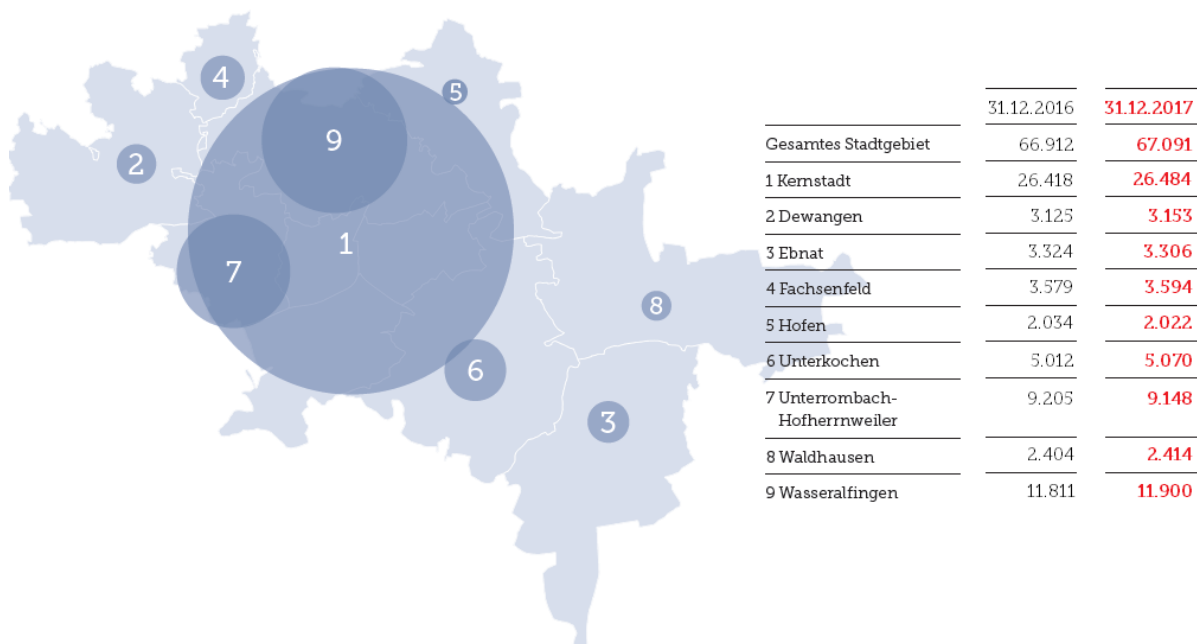 4
5
9
2
1
7
8
6
3
31.12.2016 31.12.2017
Gesamtes Stadtgebiet 66.912 67.091
1 Kernstadt 26.418 26.484
2 Dewangen 3.125 3.153
3 Ebnat 3.324 3.306
4 Fachsenfeld 3.579 3.594
5 Hofen 2.034 2.022
6 Unterkochen 5.012 5.070
7 Unterrombach- 9.205 9.148
Hofherrnweiler
8 Waldhausen 2.404 2.414
9 Wasseralfingen 11.811 11.900